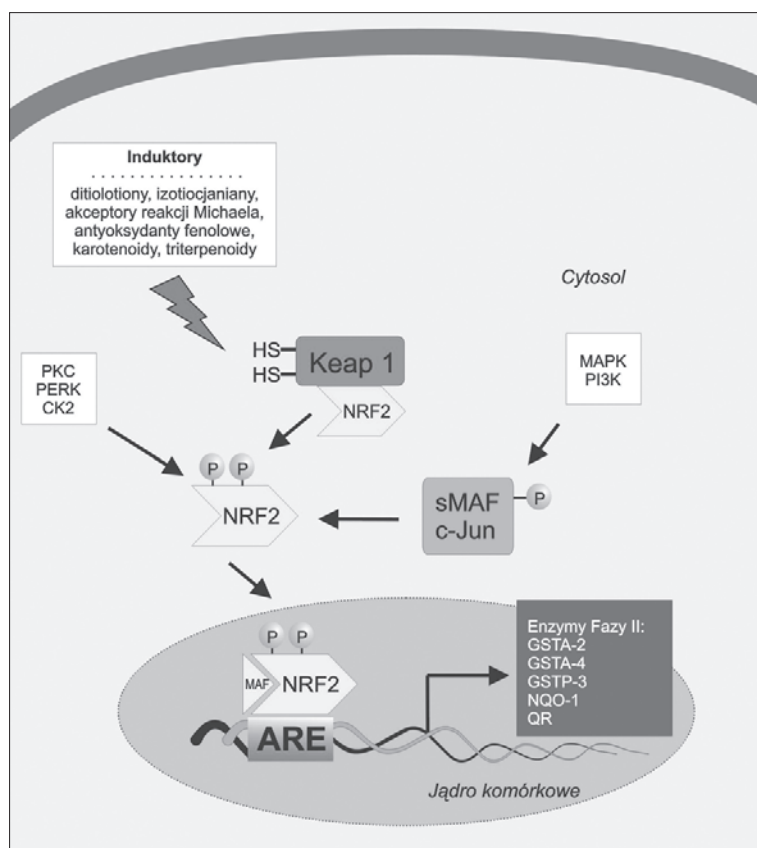 Induktory
ditiolotiony, izotiocjaniany,
akceptory reakcji Michaela,
antyoksydanty fenolowe,
karotenoidy, triterpenoidy
Cytosol
HS
HS
Keap 1
NRF2
PKC
PERK
CK2
MAPK
PI3K
P P
NRF2
sMAF
c-Jun
P
P P
MAF NRF2
ARE
Enzymy Fazy II:
GSTA-2
GSTA-4
GSTP-3
NQO-1
QR
Jądro komórkowe